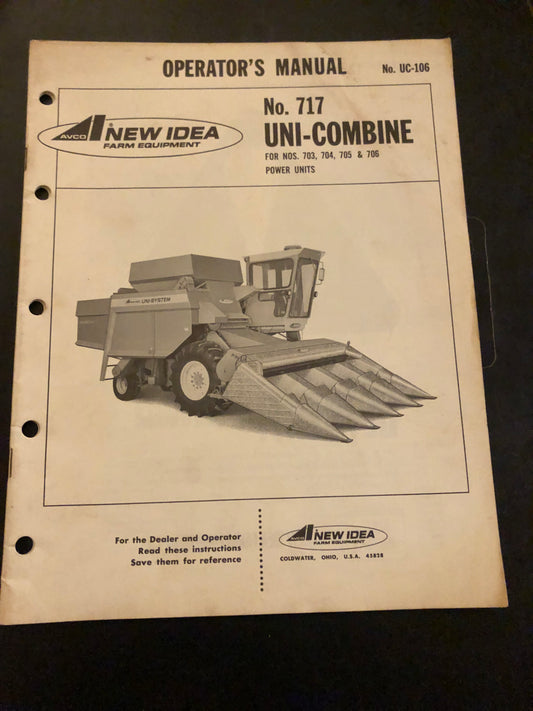 OPERATOR'S MANUAL
No. UC-106
AVCO NEW IDEA
FARM EQUIPMENT
No. 717
UNI-COMBINE
FOR NOS. 703, 704, 705 & 706
POWER UNITS
UNI-SYSTEM
For the Dealer and Operator
Read these instructions
Save them for reference
AVCO NEW IDEA
FARM EQUIPMENT
COLDWATER, OHIO, U.S.A. 45828